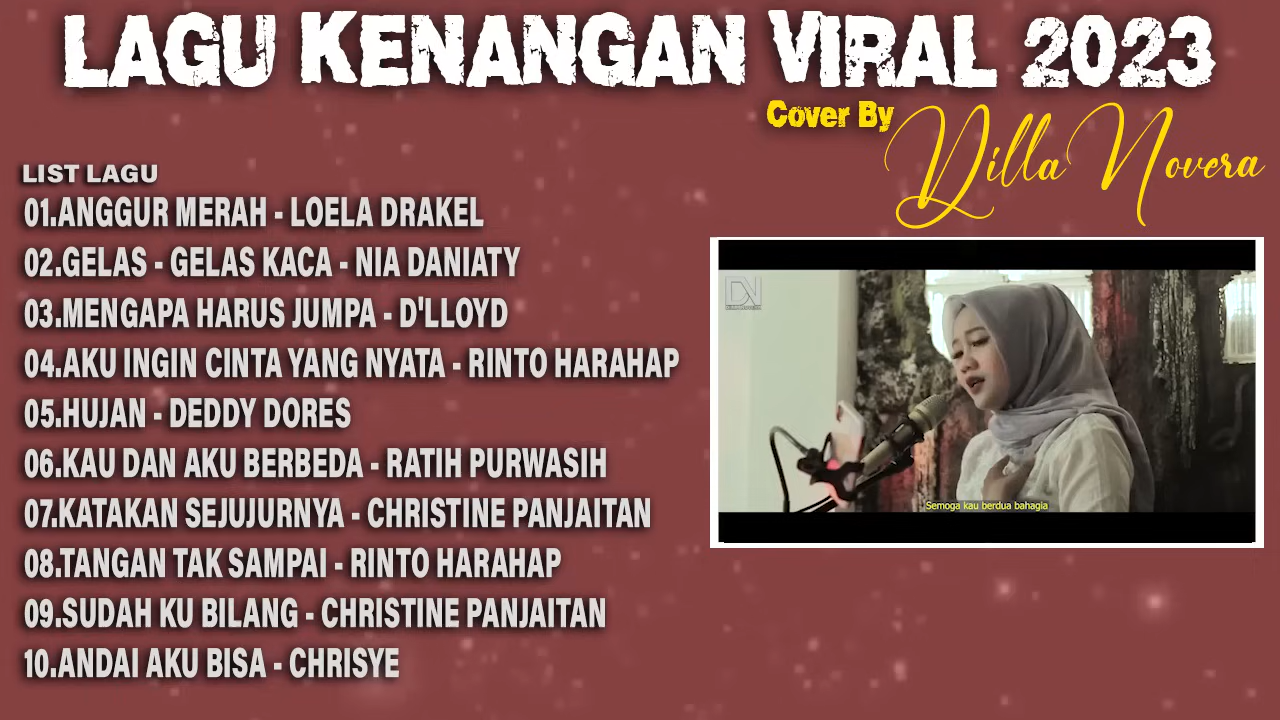 LAGU KENANGAN VIRAL 2023
Cover By Dilla Novera
LIST LAGU
01.ANGGUR MERAH - LOELA DRAKEL
02.GELAS - GELAS KACA - NIA DANIATY
03.MENGAPA HARUS JUMPA - D'LLOYD
04.AKU INGIN CINTA YANG NYATA - RINTO HARAHAP
05.HUJAN - DEDDY DORES
06.KAU DAN AKU BERBEDA - RATIH PURWASIH
07.KATAKAN SEJUJURNYA - CHRISTINE PANJAITAN
08.TANGAN TAK SAMPAI - RINTO HARAHAP
09.SUDAH KU BILANG - CHRISTINE PANJAITAN
10.ANDAI AKU BISA - CHRISYE
DN
Semoga kau berdua bahagia